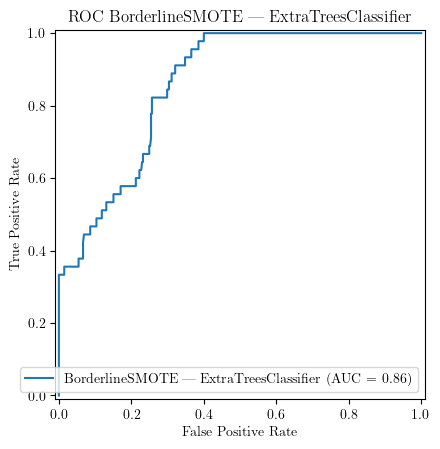 ROC BorderlineSMOTE — ExtraTreesClassifier
1.0
0.8
0.6
0.4
0.2
0.0
True Positive Rate
BorderlineSMOTE — ExtraTreesClassifier (AUC = 0.86)
0.0 0.2 0.4 0.6 0.8 1.0
False Positive Rate